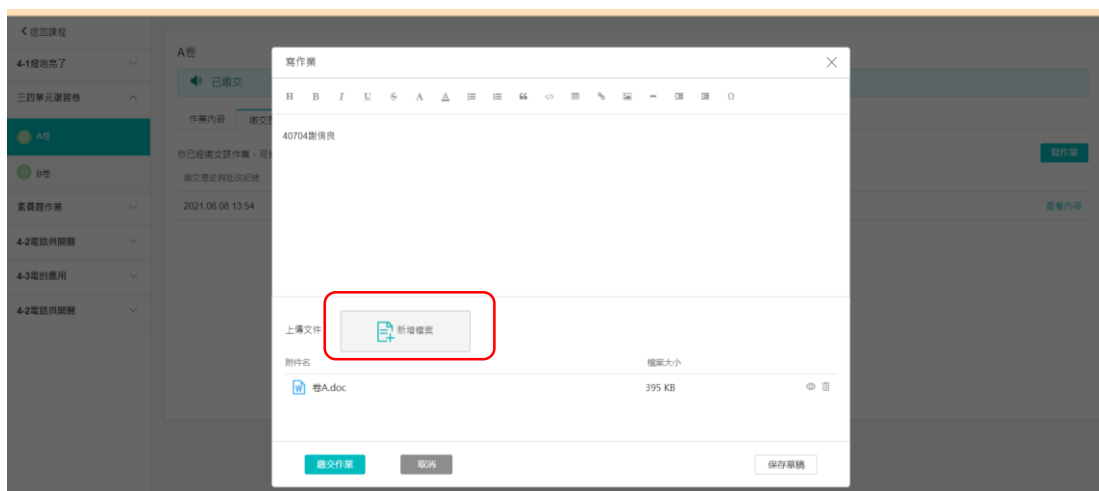 返回課程
4-1燈泡亮了
三四單元復習卷
A卷
B卷
素養題作業
4-2電路與開關
4-3電的應用
4-2電路與開關
A卷
已繳交
作業內容 繳交
你已經繳交該作業，可
繳交歷史與批改紀錄
2021.06.08 13:54
寫作業
查看內容
寫作業
H B I U S A A
40704謝侑良
上傳文件
新增檔案
附件名 檔案大小
卷A.doc 395 KB
繳交作業 取消 保存草稿